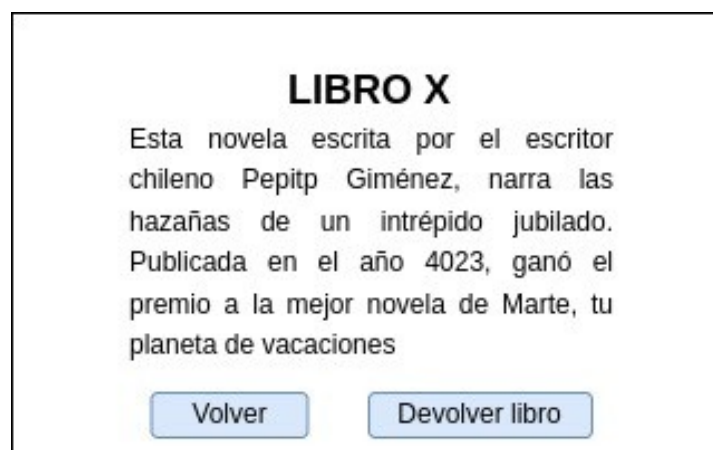 LIBRO X
Esta novela escrita por el escritor
chileno Pepitp Giménez, narra las
hazañas de un intrépido jubilado.
Publicada en el año 4023, ganó el
premio a la mejor novela de Marte, tu
planeta de vacaciones
Volver
Devolver libro